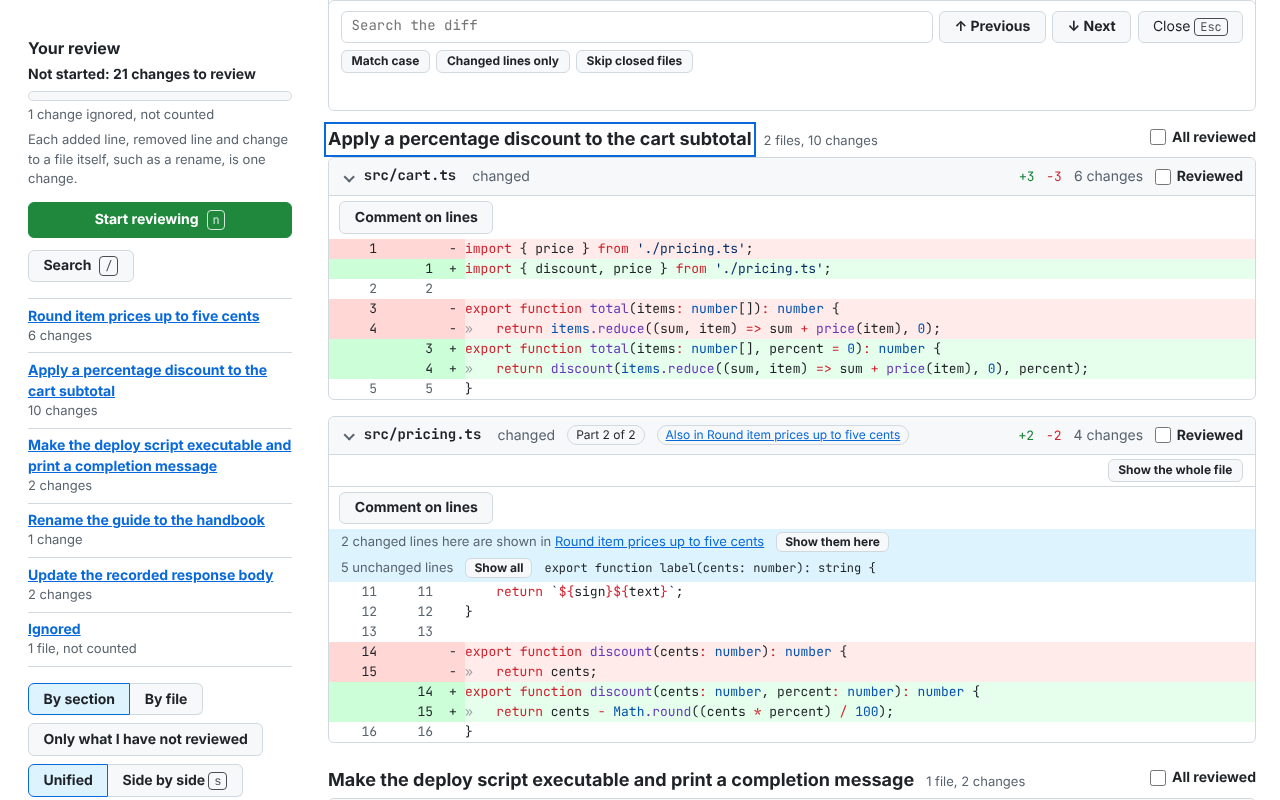 Your review
Not started: 21 changes to review
1 change ignored, not counted
Each added line, removed line and change
to a file itself, such as a rename, is one
change.
Start reviewing n
Search /
Round item prices up to five cents
6 changes
Apply a percentage discount to the
cart subtotal
10 changes
Make the deploy script executable and
print a completion message
2 changes
Rename the guide to the handbook
1 change
Update the recorded response body
2 changes
Ignored
1 file, not counted
By section By file
Only what I have not reviewed
Unified Side by side s
Search the diff
↑ Previous ↓ Next Close Esc
Match case Changed lines only Skip closed files
Apply a percentage discount to the cart subtotal 2 files, 10 changes All reviewed
src/cart.ts changed +3 -3 6 changes Reviewed
Comment on lines
1 - import { price } from './pricing.ts';
1 + import { discount, price } from './pricing.ts';
2 2
3 - export function total(items: number[]): number {
4 - » return items.reduce((sum, item) => sum + price(item), 0);
3 + export function total(items: number[], percent = 0): number {
4 + » return discount(items.reduce((sum, item) => sum + price(item), 0), percent);
5 5 }
src/pricing.ts changed Part 2 of 2 Also in Round item prices up to five cents +2 -2 4 changes Reviewed
Show the whole file
Comment on lines
2 changed lines here are shown in Round item prices up to five cents Show them here
5 unchanged lines Show all export function label(cents: number): string {
11 11 return `${sign}${text}`;
12 12 }
13 13
14 - export function discount(cents: number): number {
15 - » return cents;
14 + export function discount(cents: number, percent: number): number {
15 + » return cents - Math.round((cents * percent) / 100);
16 16 }
Make the deploy script executable and print a completion message 1 file, 2 changes All reviewed